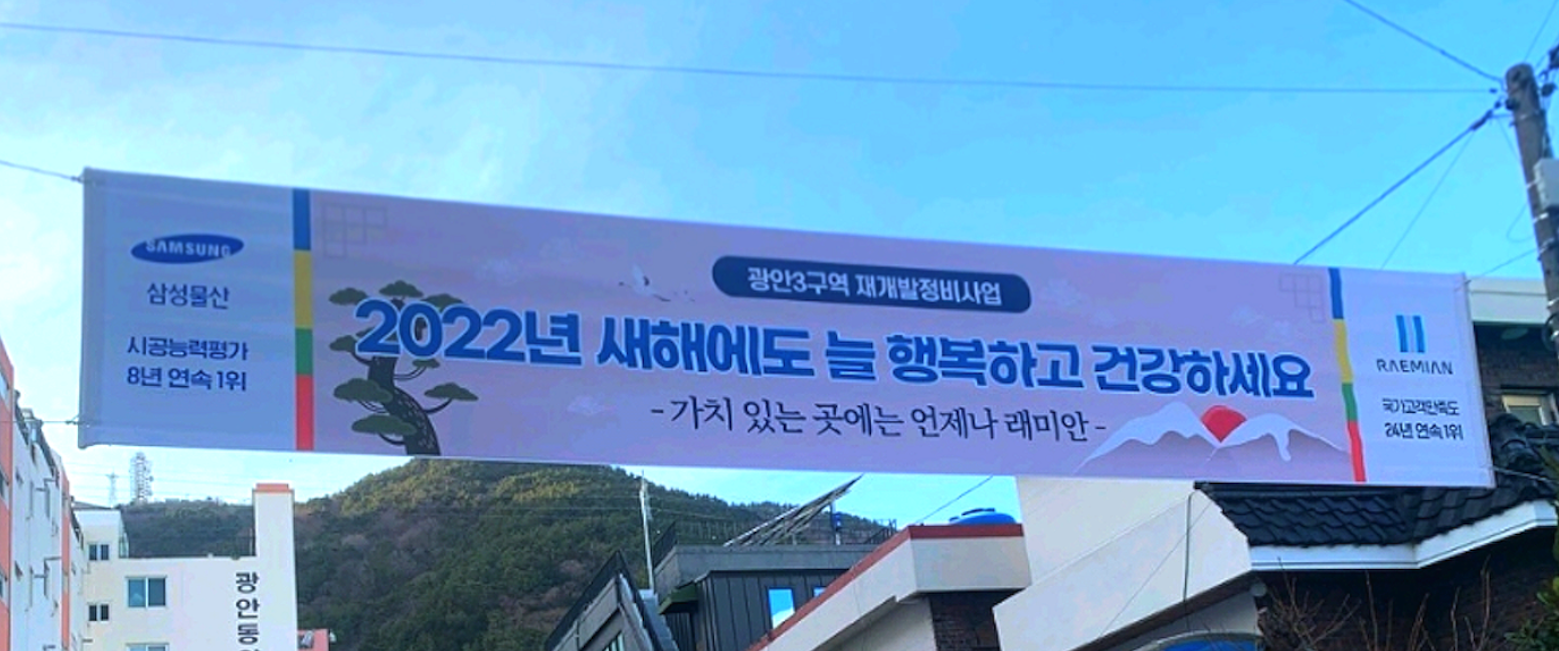 SAMSUNG
삼성물산
시공능력평가
8년 연속 1위
광안3구역 재개발정비사업
2022년 새해에도 늘 행복하고 건강하세요
- 가치 있는 곳에는 언제나 래미안 -
RAEMIAN
국가고객만족도
24년 연속 1위
광안동